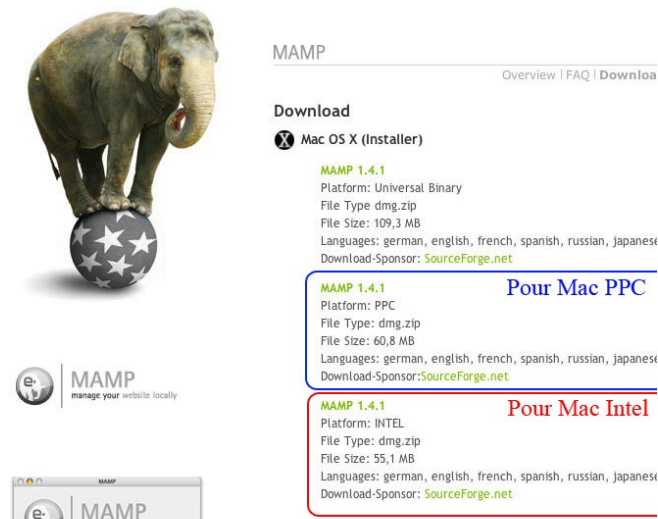 MAMP
Overview | FAQ | Downloa
Download
X Mac OS X (Installer)
MAMP 1.4.1
Platform: Universal Binary
File Type dmg.zip
File Size: 109,3 MB
Languages: german, english, french, spanish, russian, japanese
Download-Sponsor: SourceForge.net
MAMP 1.4.1
Pour Mac PPC
Platform: PPC
File Type: dmg.zip
File Size: 60,8 MB
Languages: german, english, french, spanish, russian, japanese
Download-Sponsor:SourceForge.net
MAMP 1.4.1
Pour Mac Intel
Platform: INTEL
File Type: dmg.zip
File Size: 55,1 MB
Languages: german, english, french, spanish, russian, japanese
Download-Sponsor: SourceForge.net
e·
MAMP
manage your website locally
MAMP
e·
MAMP